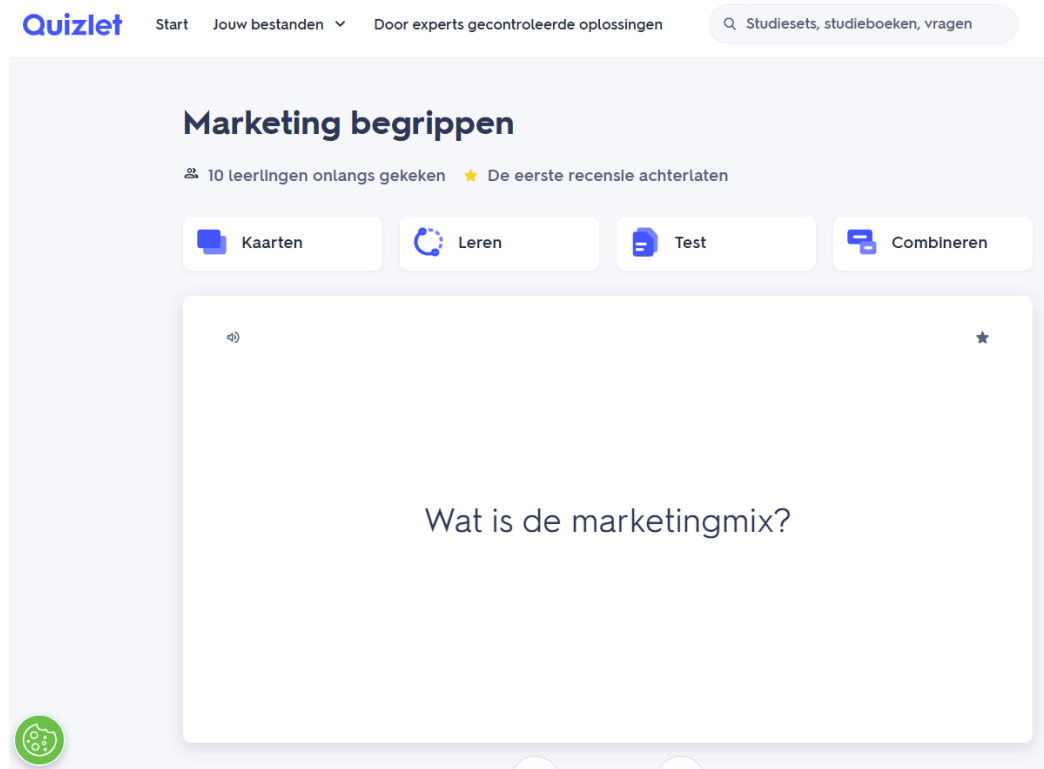 Quizlet Start Jouw bestanden Door experts gecontroleerde oplossingen Studiesets, studieboeken, vragen
Marketing begrippen
10 leerlingen onlangs gekeken De eerste recensie achterlaten
Kaarten Leren Test Combineren
Wat is de marketingmix?